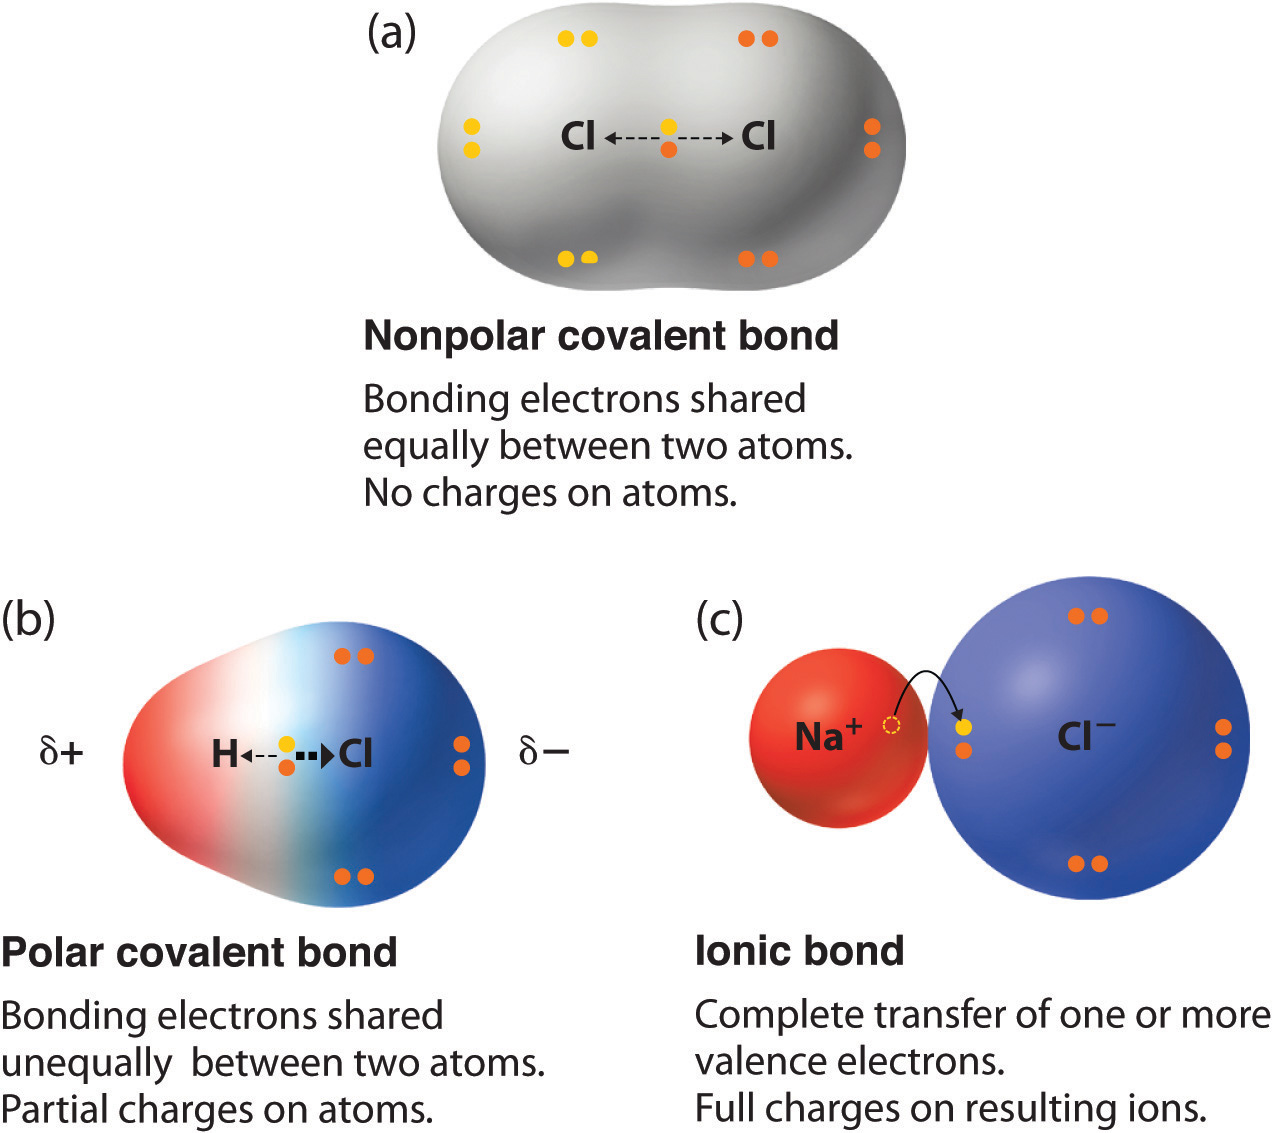 (a)
Cl Cl
Nonpolar covalent bond
Bonding electrons shared
equally between two atoms.
No charges on atoms.
(b)
δ+ H Cl δ−
Polar covalent bond
Bonding electrons shared
unequally between two atoms.
Partial charges on atoms.
(c)
Na⁺ Cl⁻
Ionic bond
Complete transfer of one or more
valence electrons.
Full charges on resulting ions.